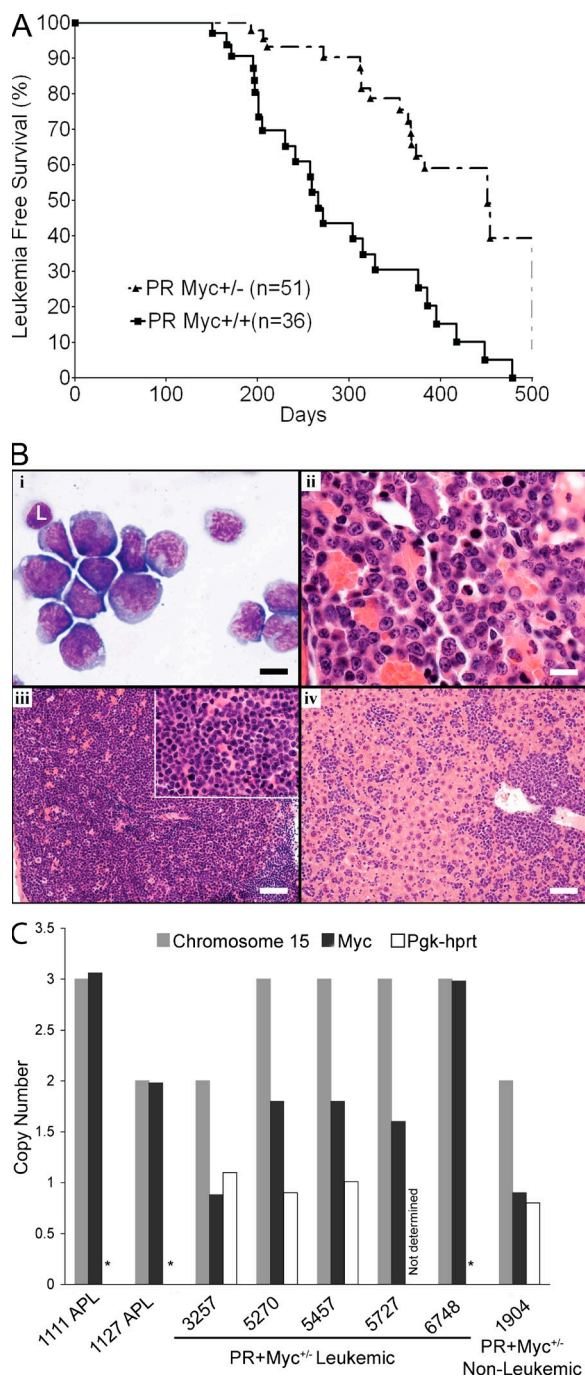 A
Leukemia Free Survival (%)
100
90
80
70
60
50
40
30
20
10
0
PR Myc+/- (n=51)
PR Myc+/+(n=36)
0
100
200
300
400
500
Days
B
i
L
ii
iii
iv
C
Chromosome 15
Myc
Pgk-hprt
Copy Number
3.5
3
2.5
2
1.5
1
0.5
0
*
*
Not determined
*
1111 APL
1127 APL
3257
5270
5457
5727
6748
1904
PR+Myc+/- Leukemic
PR+Myc+/-
Non-Leukemic